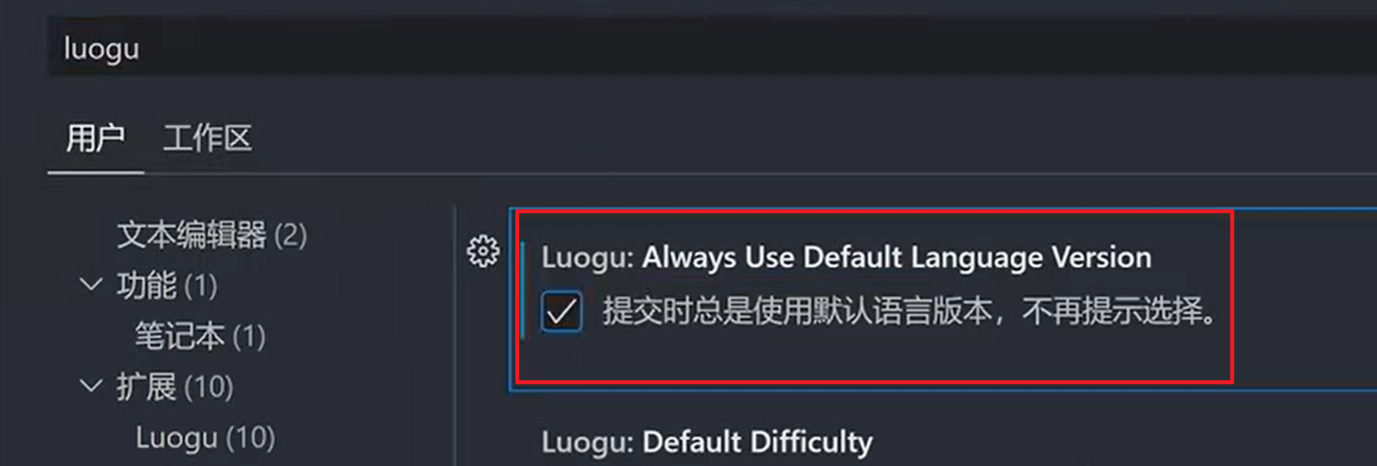 luogu
用户 工作区
文本编辑器 (2)
功能 (1)
笔记本 (1)
扩展 (10)
Luogu (10)
Luogu: Always Use Default Language Version
提交时总是使用默认语言版本，不再提示选择。
Luogu: Default Difficulty